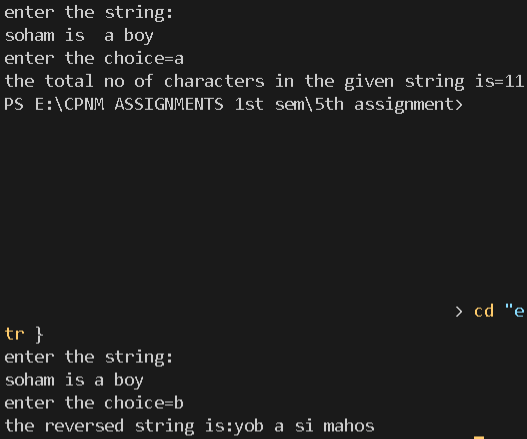 enter the string:
soham is  a boy
enter the choice=a
the total no of characters in the given string is=11
PS E:\CPNM ASSIGNMENTS 1st sem\5th assignment>
> cd "e
tr }
enter the string:
soham is a boy
enter the choice=b
the reversed string is:yob a si mahos